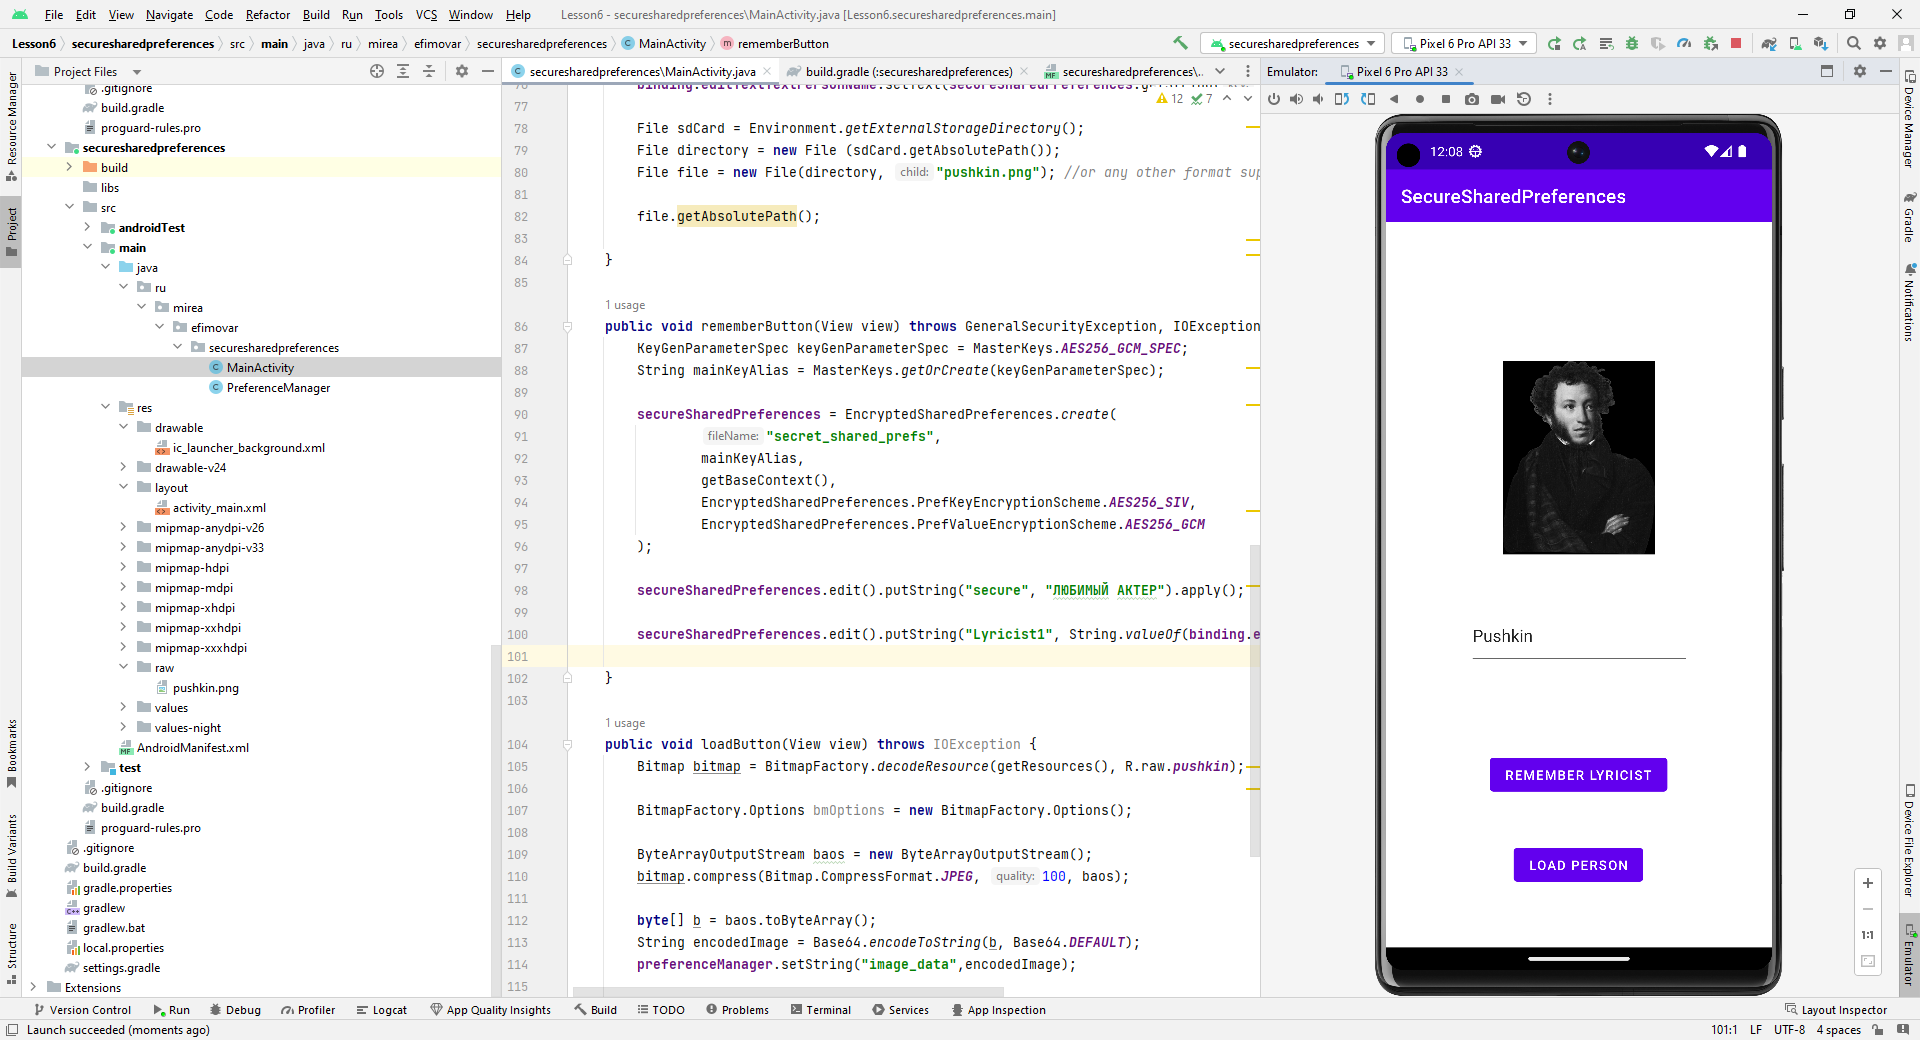 File Edit View Navigate Code Refactor Build Run Tools VCS Window Help Lesson6 - securesharedpreferences\MainActivity.java [Lesson6.securesharedpreferences.main]
Lesson6 securesharedpreferences src main java ru mirea efimovar securesharedpreferences MainActivity rememberButton securesharedpreferences Pixel 6 Pro API 33
Project Files
securesharedpreferences\MainActivity.java build.gradle (:securesharedpreferences) securesharedpreferences\..
Emulator: Pixel 6 Pro API 33
Resource Manager
Project
Bookmarks
Build Variants
Structure
.gitignore
build.gradle
proguard-rules.pro
securesharedpreferences
build
libs
src
androidTest
main
java
ru
mirea
efimovar
securesharedpreferences
MainActivity
PreferenceManager
res
drawable
ic_launcher_background.xml
drawable-v24
layout
activity_main.xml
mipmap-anydpi-v26
mipmap-anydpi-v33
mipmap-hdpi
mipmap-mdpi
mipmap-xhdpi
mipmap-xxhdpi
mipmap-xxxhdpi
raw
pushkin.png
values
values-night
AndroidManifest.xml
test
.gitignore
build.gradle
proguard-rules.pro
.gitignore
build.gradle
gradle.properties
gradlew
gradlew.bat
local.properties
settings.gradle
Extensions
12 7
77
78 File sdCard = Environment.getExternalStorageDirectory();
79 File directory = new File (sdCard.getAbsolutePath());
80 File file = new File(directory, child: "pushkin.png"); //or any other format sup
81
82 file.getAbsolutePath();
83
84 }
85
1 usage
86 public void rememberButton(View view) throws GeneralSecurityException, IOException
87 KeyGenParameterSpec keyGenParameterSpec = MasterKeys.AES256_GCM_SPEC;
88 String mainKeyAlias = MasterKeys.getOrCreate(keyGenParameterSpec);
89
90 secureSharedPreferences = EncryptedSharedPreferences.create(
91 fileName: "secret_shared_prefs",
92 mainKeyAlias,
93 getBaseContext(),
94 EncryptedSharedPreferences.PrefKeyEncryptionScheme.AES256_SIV,
95 EncryptedSharedPreferences.PrefValueEncryptionScheme.AES256_GCM
96 );
97
98 secureSharedPreferences.edit().putString("secure", "ЛЮБИМЫЙ АКТЕР").apply();
99
100 secureSharedPreferences.edit().putString("Lyricist1", String.valueOf(binding.e
101
102 }
103
1 usage
104 public void loadButton(View view) throws IOException {
105 Bitmap bitmap = BitmapFactory.decodeResource(getResources(), R.raw.pushkin);
106
107 BitmapFactory.Options bmOptions = new BitmapFactory.Options();
108
109 ByteArrayOutputStream baos = new ByteArrayOutputStream();
110 bitmap.compress(Bitmap.CompressFormat.JPEG, quality: 100, baos);
111
112 byte[] b = baos.toByteArray();
113 String encodedImage = Base64.encodeToString(b, Base64.DEFAULT);
114 preferenceManager.setString("image_data",encodedImage);
115
12:08
SecureSharedPreferences
Pushkin
REMEMBER LYRICIST
LOAD PERSON
1:1
Device Manager
Gradle
Notifications
Device File Explorer
Emulator
Version Control Run Debug Profiler Logcat App Quality Insights Build TODO Problems Terminal Services App Inspection Layout Inspector
Launch succeeded (moments ago) 101:1 LF UTF-8 4 spaces